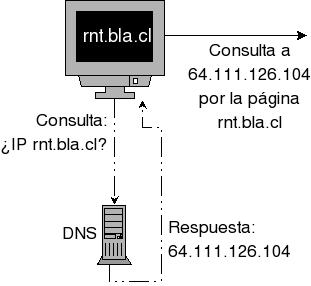 rnt.bla.cl
Consulta a
64.111.126.104
por la página
rnt.bla.cl
Consulta:
¿IP rnt.bla.cl?
DNS
Respuesta:
64.111.126.104